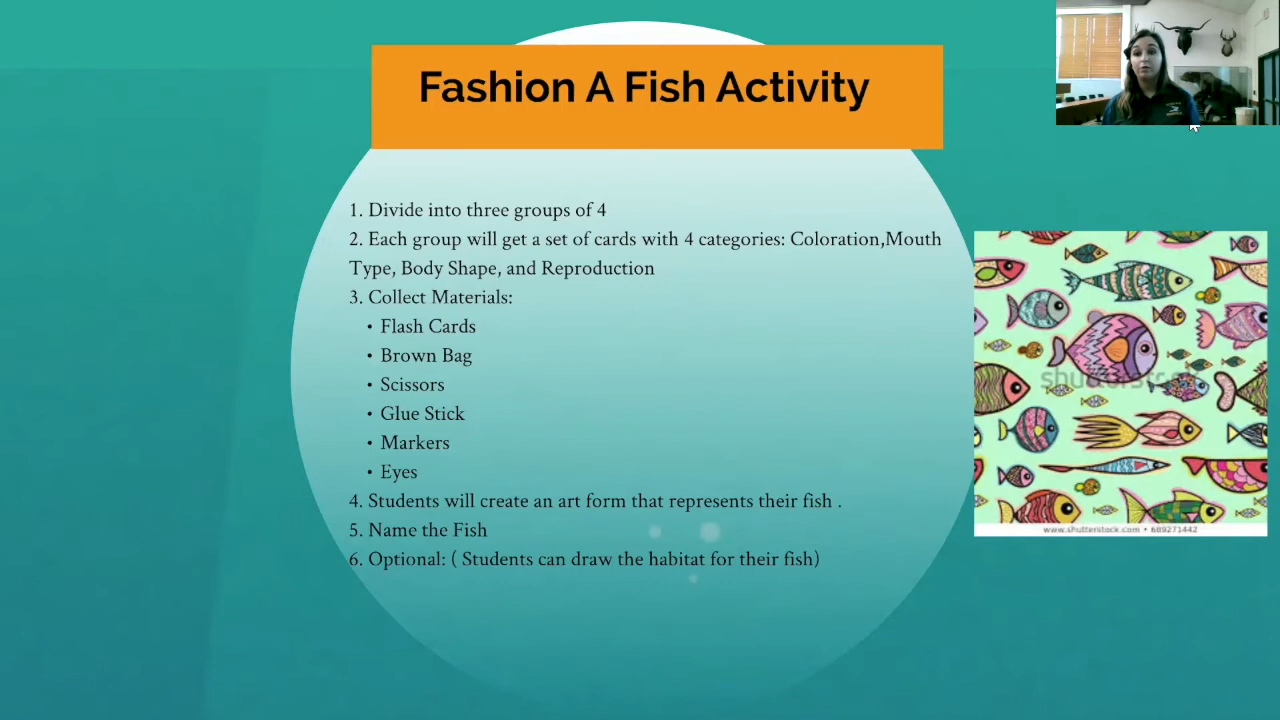 Fashion A Fish Activity
1. Divide into three groups of 4
2. Each group will get a set of cards with 4 categories: Coloration,Mouth
Type, Body Shape, and Reproduction
3. Collect Materials:
• Flash Cards
• Brown Bag
• Scissors
• Glue Stick
• Markers
• Eyes
4. Students will create an art form that represents their fish .
5. Name the Fish
6. Optional: ( Students can draw the habitat for their fish)
shutterstock
www.shutterstock.com • 689271442